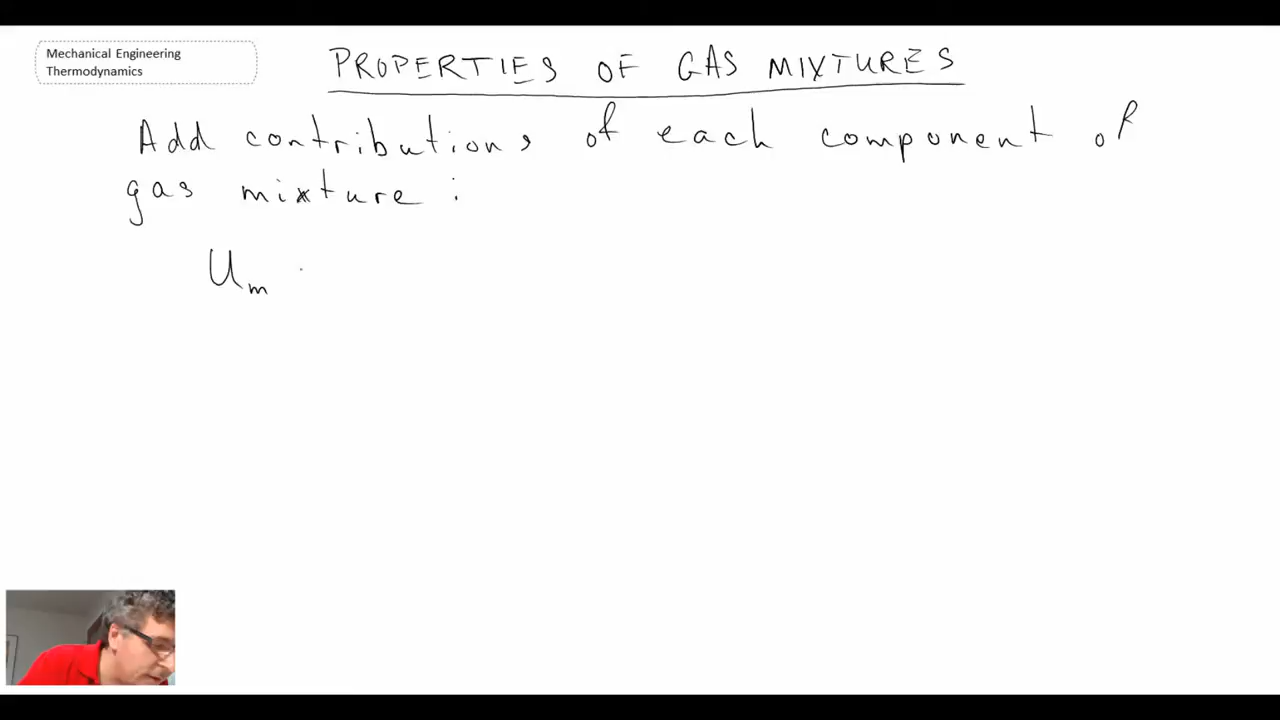 Mechanical Engineering
Thermodynamics
PROPERTIES OF GAS MIXTURES
Add contributions of each component of
gas mixture :
Um